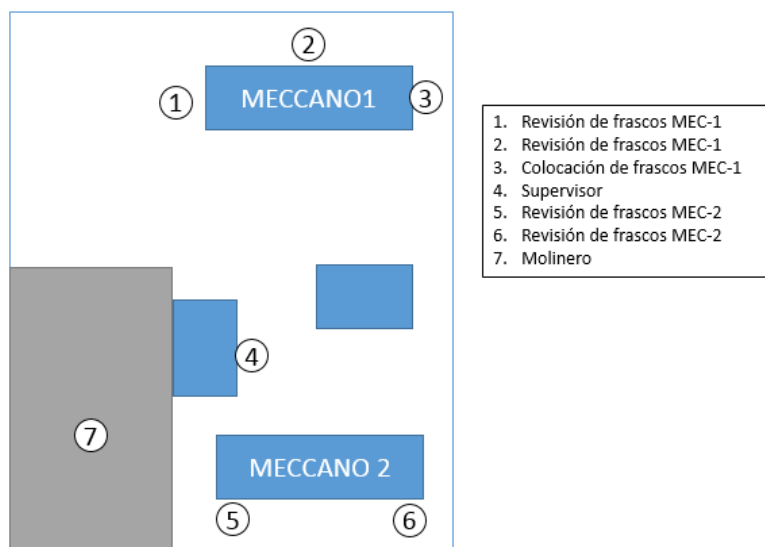 2
1
MECCANO1
3
1. Revisión de frascos MEC-1
2. Revisión de frascos MEC-1
3. Colocación de frascos MEC-1
4. Supervisor
5. Revisión de frascos MEC-2
6. Revisión de frascos MEC-2
7. Molinero
4
7
MECCANO 2
5
6